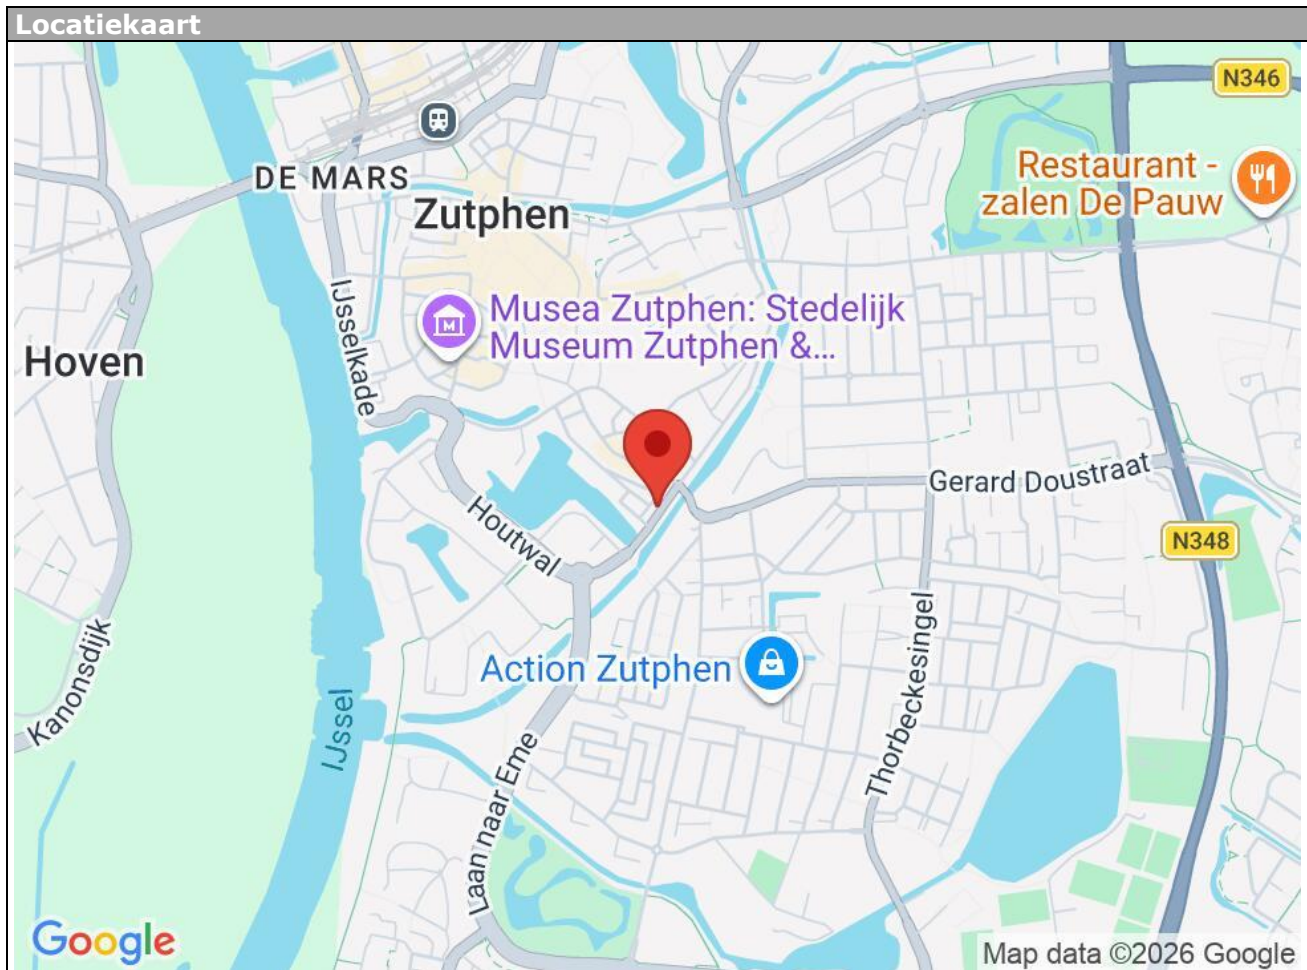 Locatiekaart
N346
Restaurant -
zalen De Pauw
DE MARS
Zutphen
IJsselkade
Musea Zutphen: Stedelijk
Museum Zutphen &...
Hoven
Gerard Doustraat
Houtwal
N348
Kanonsdijk
IJssel
Action Zutphen
Thorbeckesingel
Laan naar Eme
Google
Map data ©2026 Google